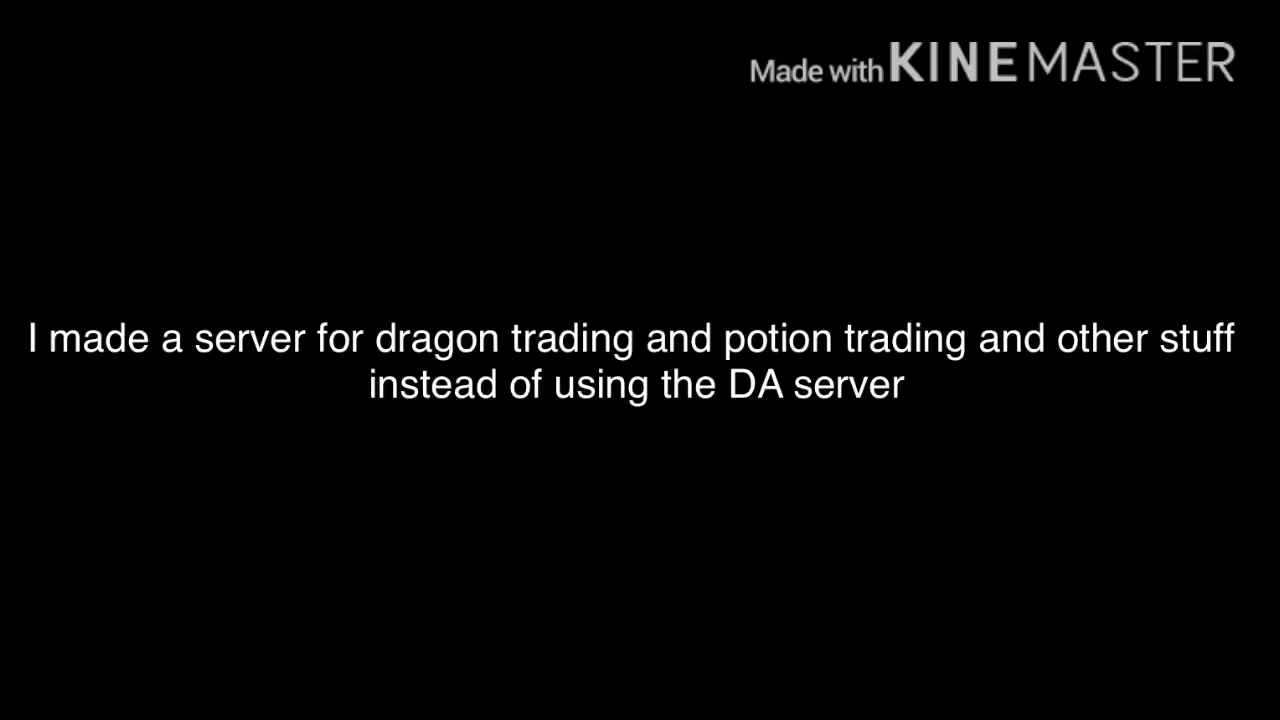 Made with KINEMASTER
I made a server for dragon trading and potion trading and other stuff
instead of using the DA server